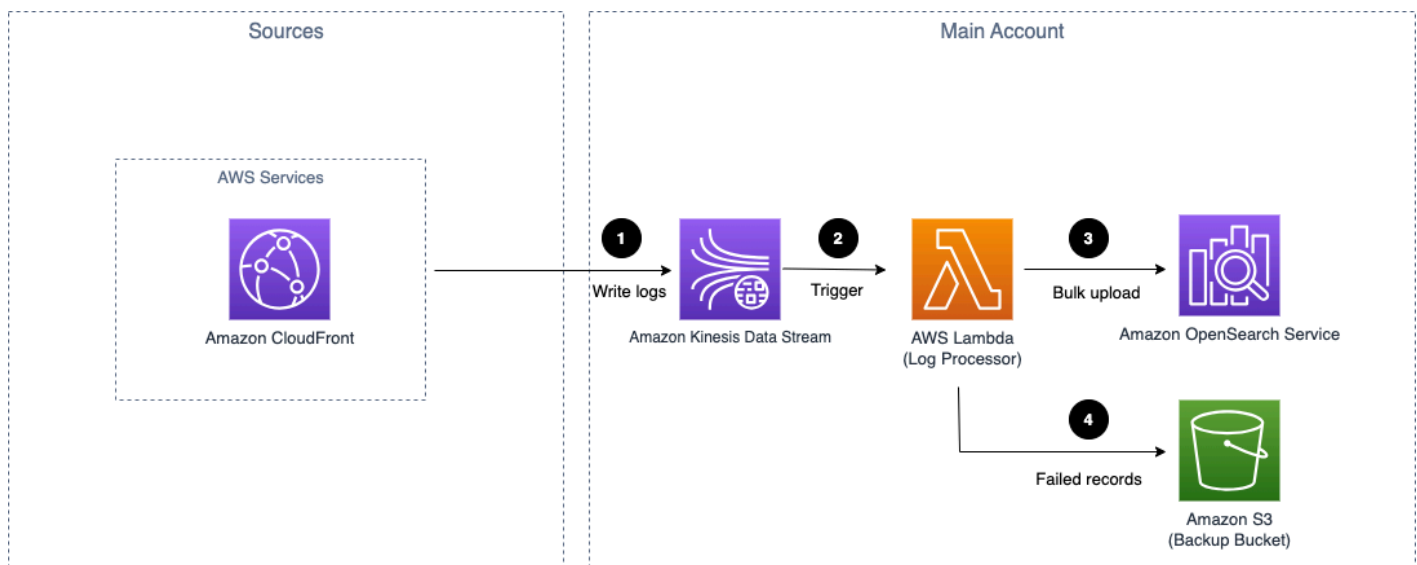 Sources
Main Account
AWS Services
Amazon CloudFront
1
Write logs
Amazon Kinesis Data Stream
2
Trigger
AWS Lambda
(Log Processor)
3
Bulk upload
Amazon OpenSearch Service
4
Failed records
Amazon S3
(Backup Bucket)